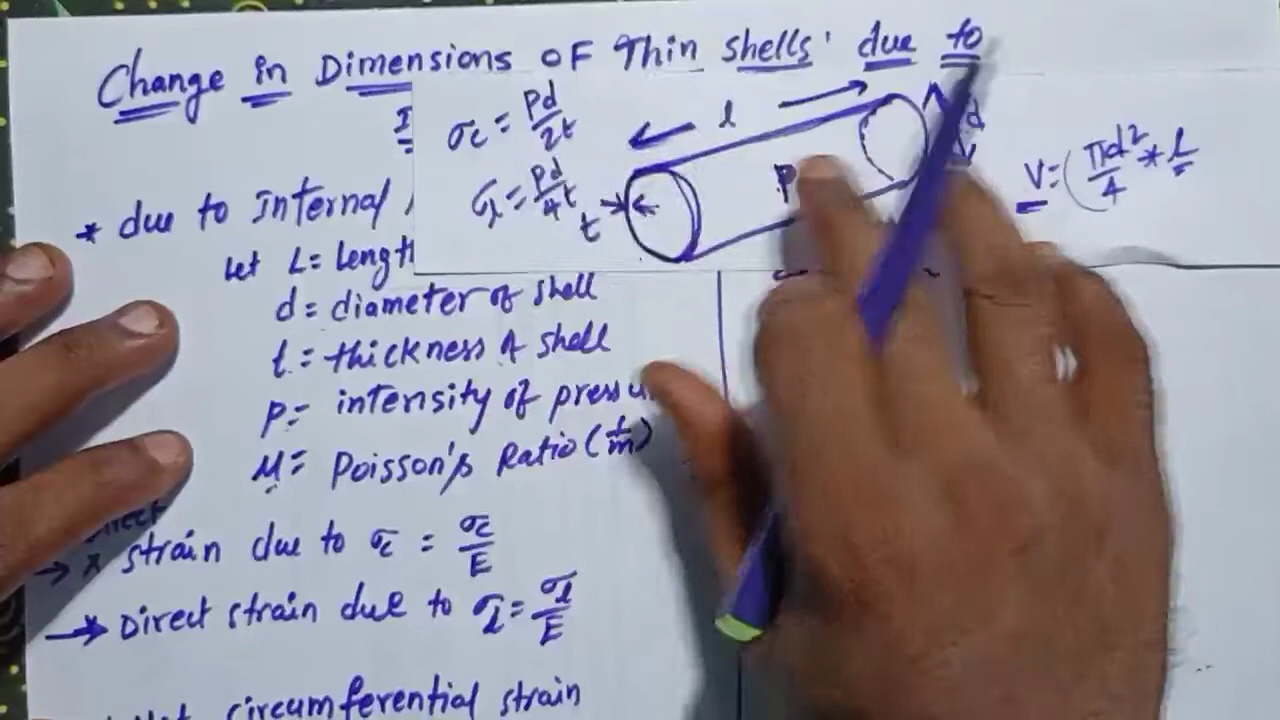 Change in Dimensions OF Thin shells' due to
σc = Pd/2t
l
σl = Pd/4t
t
P
d
V = (πd²/4 * l
* due to Internal
let L = Length
d = diameter of shell
t = thickness of shell
P = intensity of pressu
μ = Poisson's Ratio (1/m)
→ * strain due to σc = σc/E
→ * Direct strain due to σl = σl/E
circumferential strain